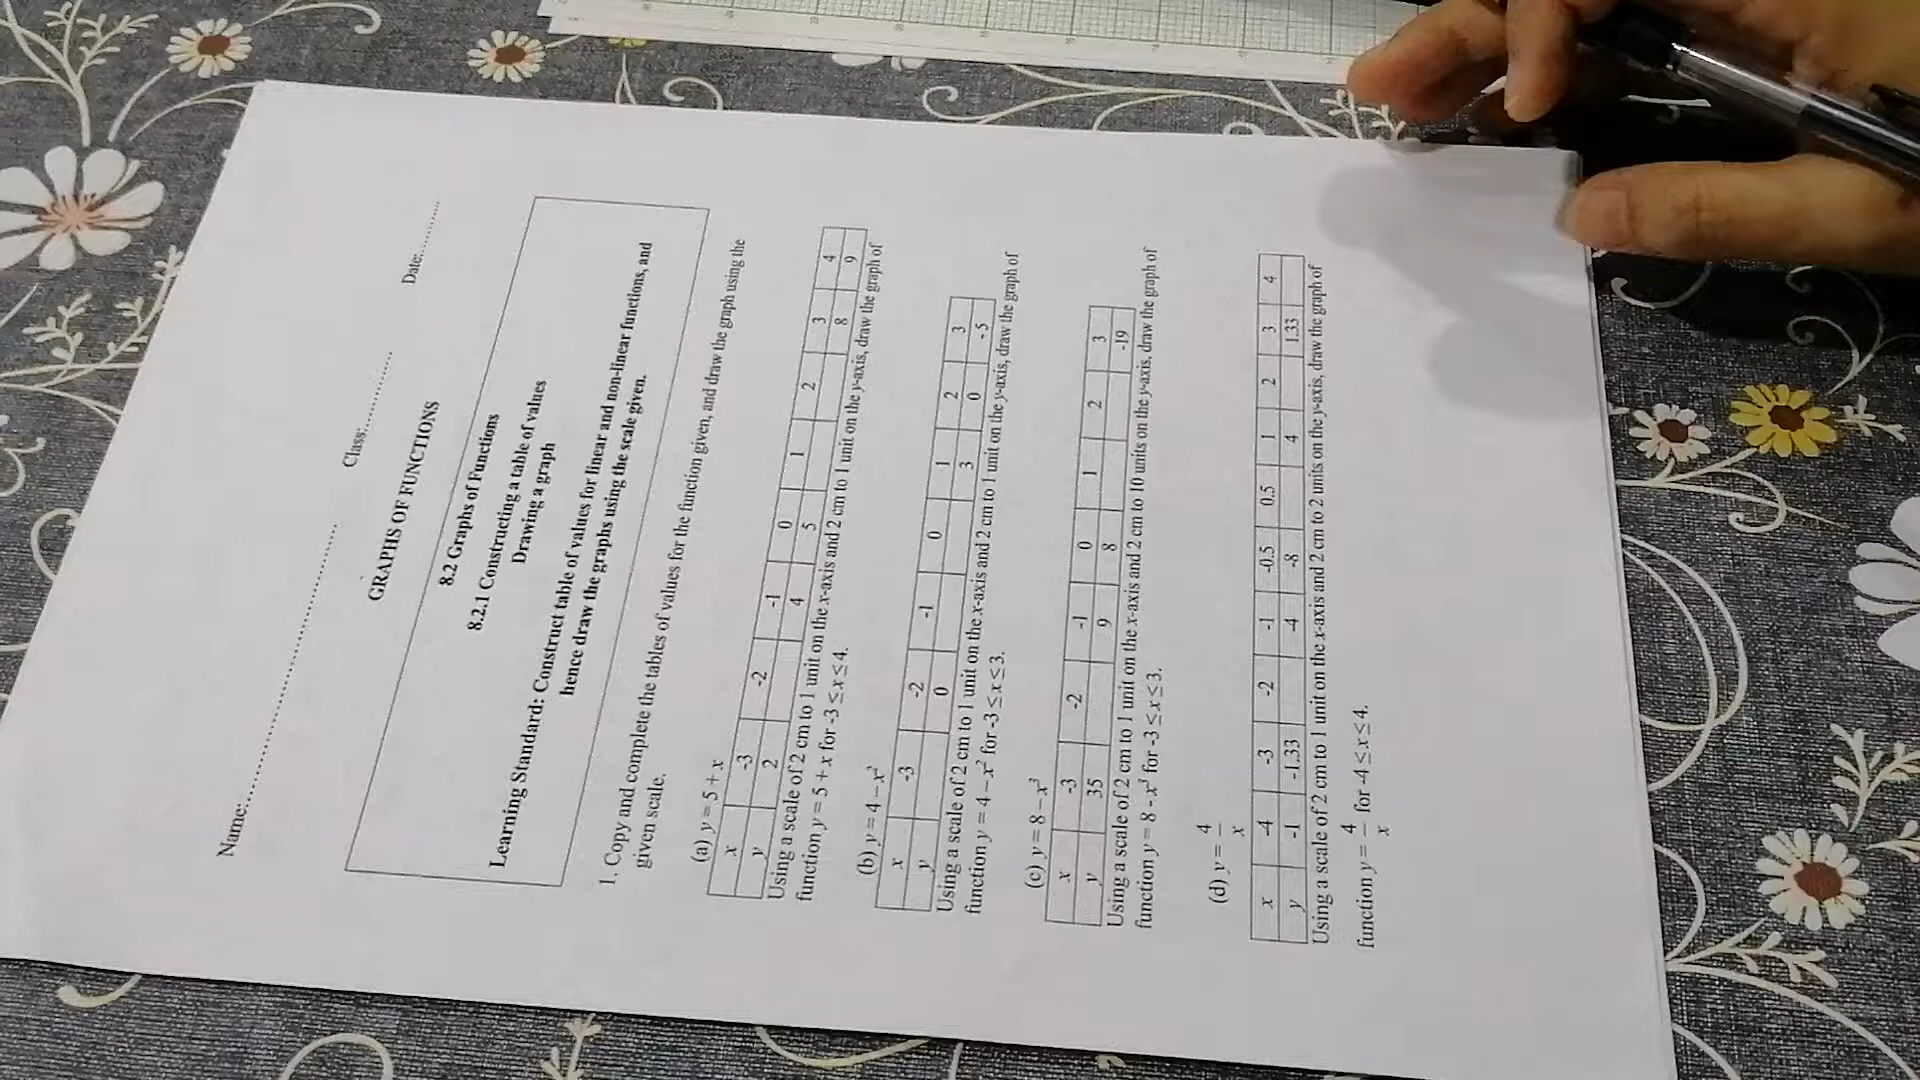 Name:.......... Class:.......... Date:..........
GRAPHS OF FUNCTIONS
8.2 Graphs of Functions
8.2.1 Constructing a table of values
Drawing a graph
Learning Standard: Construct table of values for linear and non-linear functions, and
hence draw the graphs using the scale given.
1. Copy and complete the tables of values for the function given, and draw the graph using the
given scale.
(a) y = 5 + x
x -3 -2 -1 0 1 2 3 4
y 2 4 5 8 9
Using a scale of 2 cm to 1 unit on the x-axis and 2 cm to 1 unit on the y-axis, draw the graph of
function y = 5 + x for -3 ≤ x ≤ 4.
(b) y = 4 – x²
x -3 -2 -1 0 1 2 3
y 0 3 0 -5
Using a scale of 2 cm to 1 unit on the x-axis and 2 cm to 1 unit on the y-axis, draw the graph of
function y = 4 – x² for -3 ≤ x ≤ 3.
(c) y = 8 – x³
x -3 -2 -1 0 1 2 3
y 35 9 8 -19
Using a scale of 2 cm to 1 unit on the x-axis and 2 cm to 10 units on the y-axis, draw the graph of
function y = 8 - x³ for -3 ≤ x ≤ 3.
(d) y = 4/x
x -4 -3 -2 -1 -0.5 0.5 1 2 3 4
y -1 -1.33 -4 -8 4 1.33
Using a scale of 2 cm to 1 unit on the x-axis and 2 cm to 2 units on the y-axis, draw the graph of
function y = 4/x for -4 ≤ x ≤ 4.